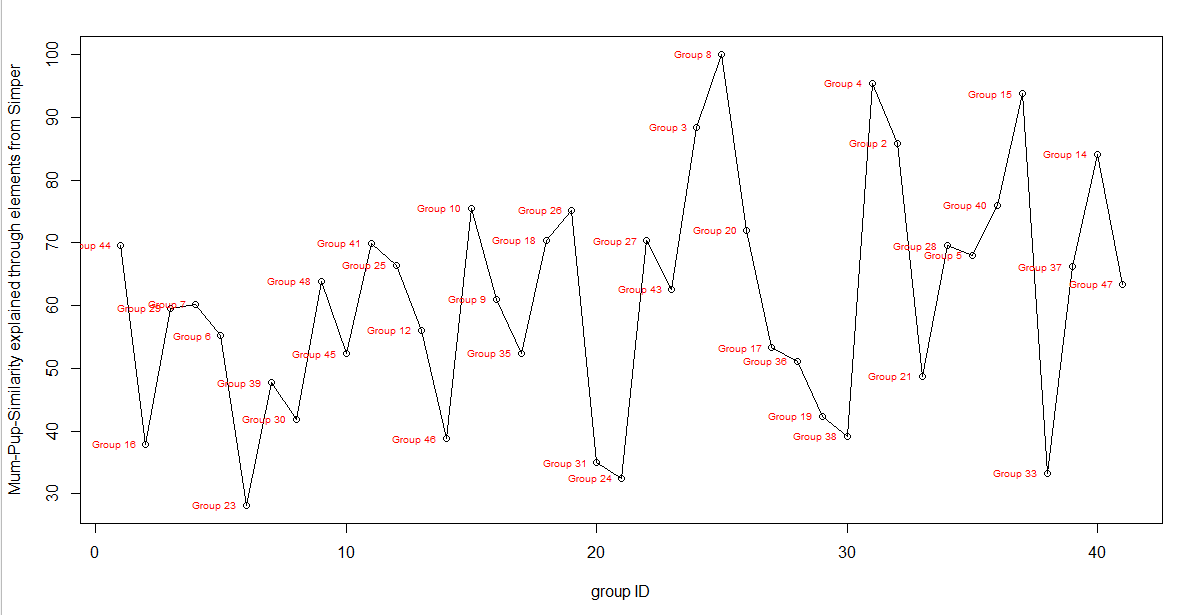 Mum-Pup-Similarity explained through elements from Simper
100
90
80
70
60
50
40
30
Group 8
Group 4
Group 15
Group 3
Group 2
Group 14
Group 10
Group 26
Group 40
Group 20
oup 44
Group 41
Group 18
Group 27
Group 28
Group 5
Group 25
Group 37
Group 48
Group 43
Group 47
Group 29
Group 7
Group 9
Group 6
Group 12
Group 45
Group 35
Group 17
Group 36
Group 39
Group 21
Group 30
Group 19
Group 16
Group 46
Group 38
Group 31
Group 24
Group 33
Group 23
0
10
20
30
40
group ID